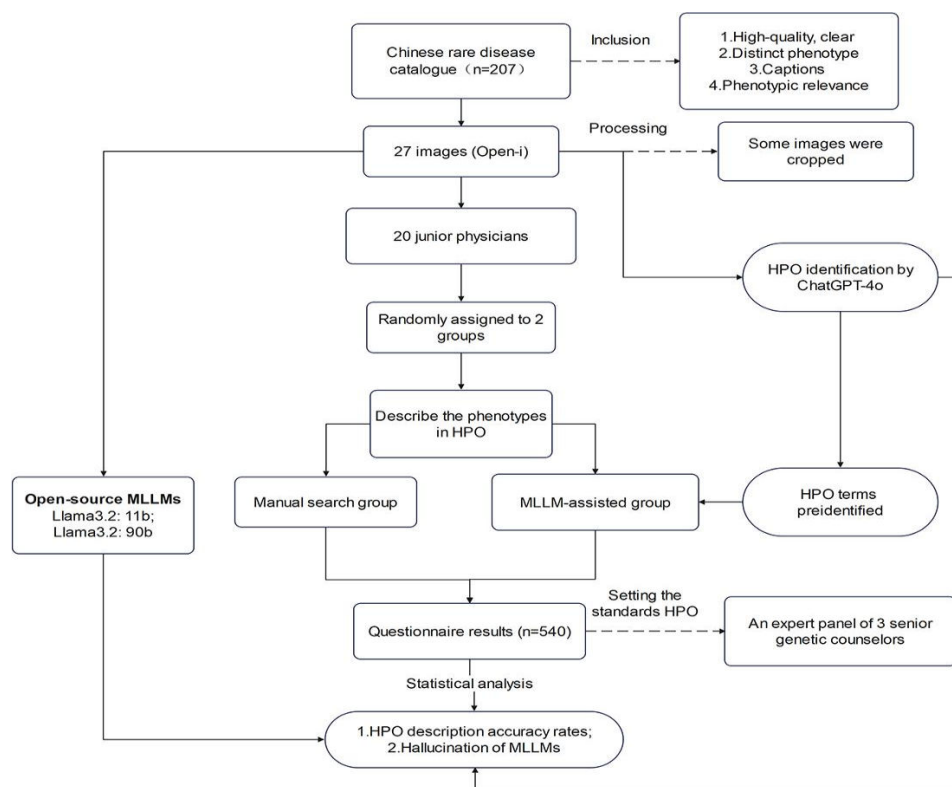 Chinese rare disease
catalogue（n=207）
Inclusion
1.High-quality, clear
2.Distinct phenotype
3.Captions
4.Phenotypic relevance
27 images (Open-i)
Processing
Some images were
cropped
20 junior physicians
HPO identification by
ChatGPT-4o
Randomly assigned to 2
groups
Describe the phenotypes
in HPO
Open-source MLLMs
Llama3.2: 11b;
Llama3.2: 90b
Manual search group
MLLM-assisted group
HPO terms
preidentified
Questionnaire results (n=540)
Setting the
standards HPO
An expert panel of 3 senior
genetic counselors
Statistical analysis
1.HPO description accuracy rates;
2.Hallucination of MLLMs